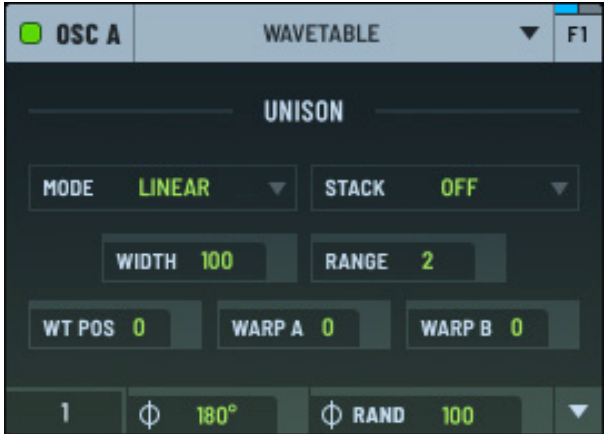 OSC A WAVETABLE F1
UNISON
MODE LINEAR STACK OFF
WIDTH 100 RANGE 2
WT POS 0 WARP A 0 WARP B 0
1 ϕ 180° ϕ RAND 100